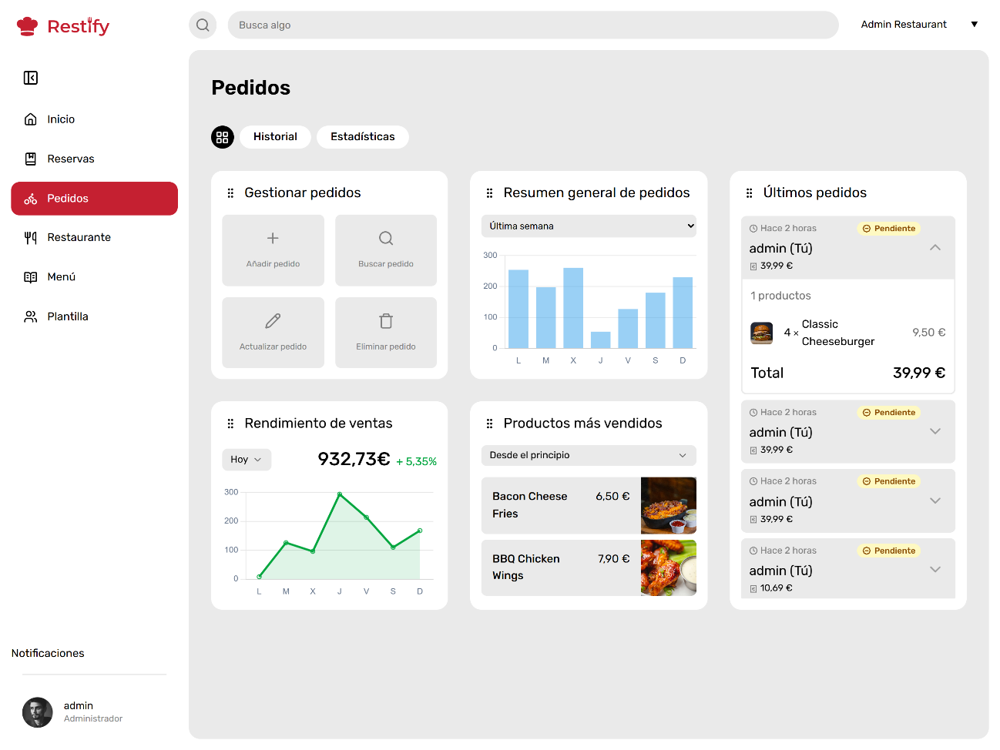 Restify
Busca algo
Admin Restaurant
Inicio
Reservas
Pedidos
Restaurante
Menú
Plantilla
Notificaciones
admin
Administrador
Pedidos
Historial
Estadísticas
Gestionar pedidos
Añadir pedido
Buscar pedido
Actualizar pedido
Eliminar pedido
Resumen general de pedidos
Última semana
300
200
100
0
L M X J V S D
Últimos pedidos
Hace 2 horas Pendiente
admin (Tú)
39,99 €
1 productos
4 × Classic
Cheeseburger
9,50 €
Total 39,99 €
Hace 2 horas Pendiente
admin (Tú)
39,99 €
Hace 2 horas Pendiente
admin (Tú)
39,99 €
Hace 2 horas Pendiente
admin (Tú)
10,69 €
Rendimiento de ventas
Hoy 932,73€ + 5,35%
300
200
100
0
L M X J V S D
Productos más vendidos
Desde el principio
Bacon Cheese
Fries
6,50 €
BBQ Chicken
Wings
7,90 €